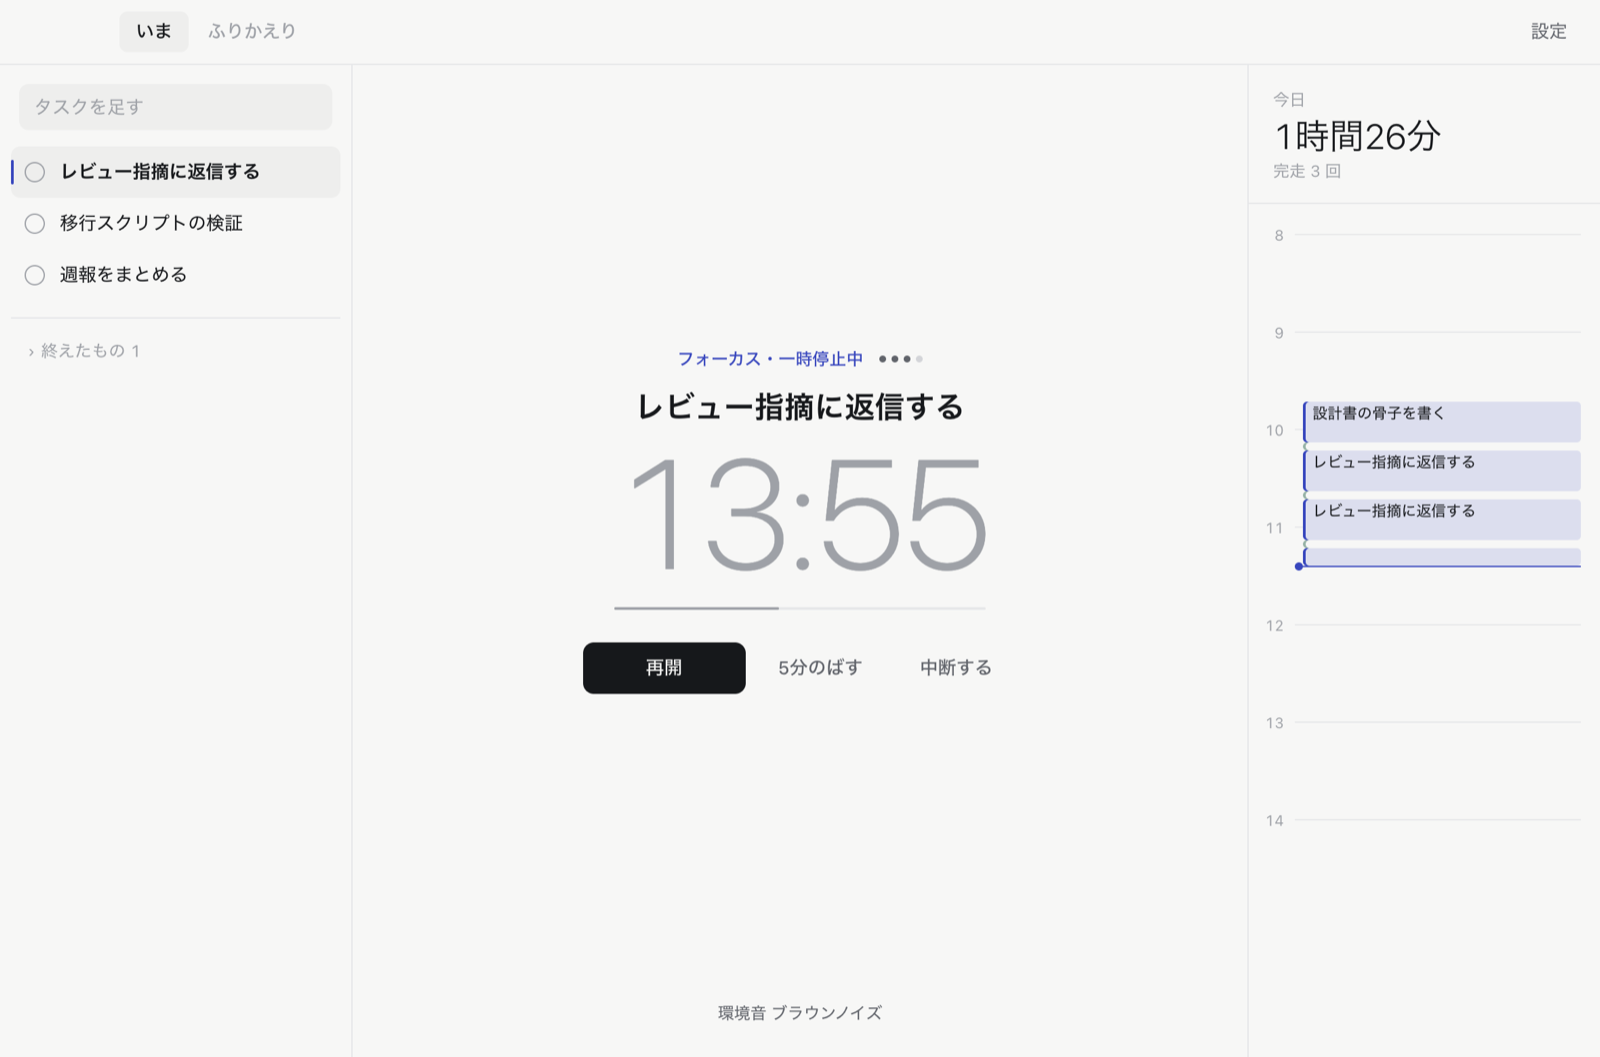 いま
ふりかえり
設定
タスクを足す
レビュー指摘に返信する
移行スクリプトの検証
週報をまとめる
› 終えたもの 1
フォーカス・一時停止中
レビュー指摘に返信する
13:55
再開
5分のばす
中断する
環境音 ブラウンノイズ
今日
1時間26分
完走 3 回
8
9
設計書の骨子を書く
10
レビュー指摘に返信する
レビュー指摘に返信する
11
12
13
14